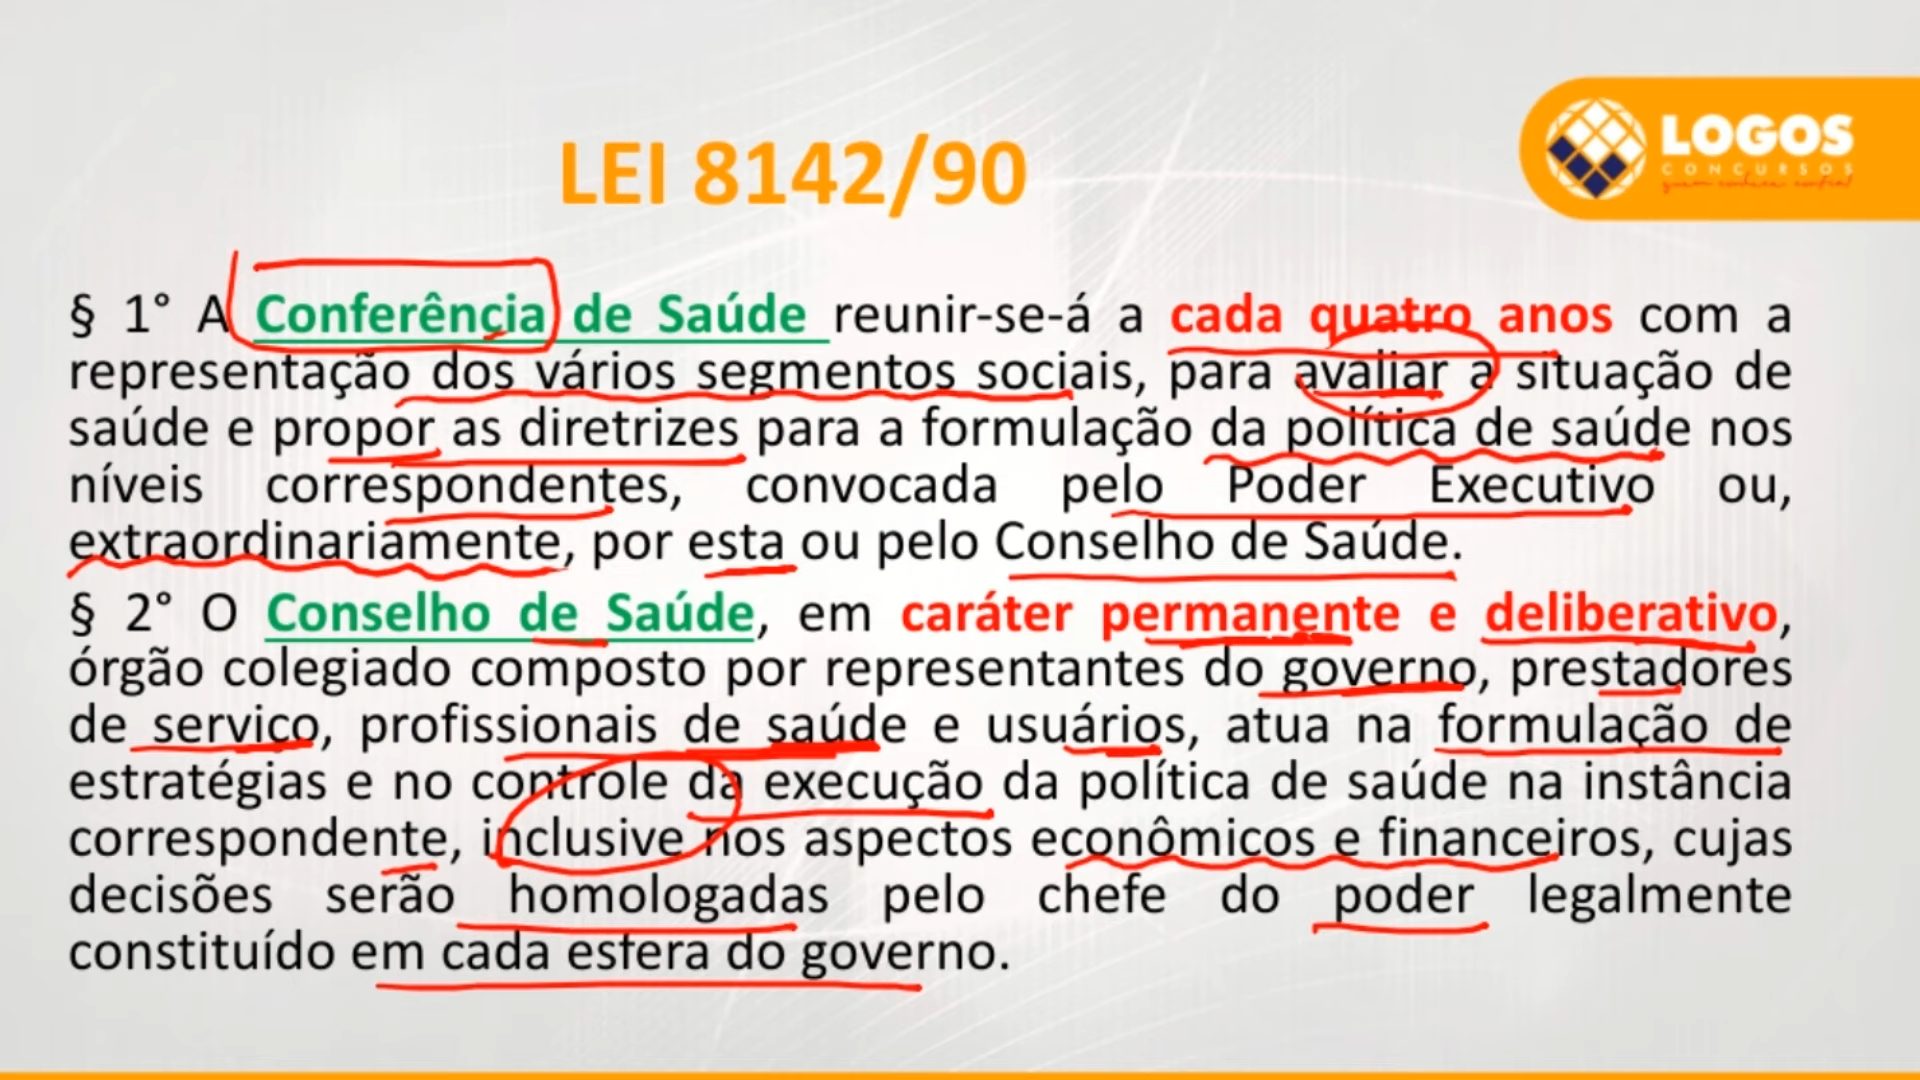 LOGOS
CONCURSOS
LEI 8142/90
§ 1° A Conferência de Saúde reunir-se-á a cada quatro anos com a
representação dos vários segmentos sociais, para avaliar a situação de
saúde e propor as diretrizes para a formulação da política de saúde nos
níveis correspondentes, convocada pelo Poder Executivo ou,
extraordinariamente, por esta ou pelo Conselho de Saúde.
§ 2° O Conselho de Saúde, em caráter permanente e deliberativo,
órgão colegiado composto por representantes do governo, prestadores
de serviço, profissionais de saúde e usuários, atua na formulação de
estratégias e no controle da execução da política de saúde na instância
correspondente, inclusive nos aspectos econômicos e financeiros, cujas
decisões serão homologadas pelo chefe do poder legalmente
constituído em cada esfera do governo.